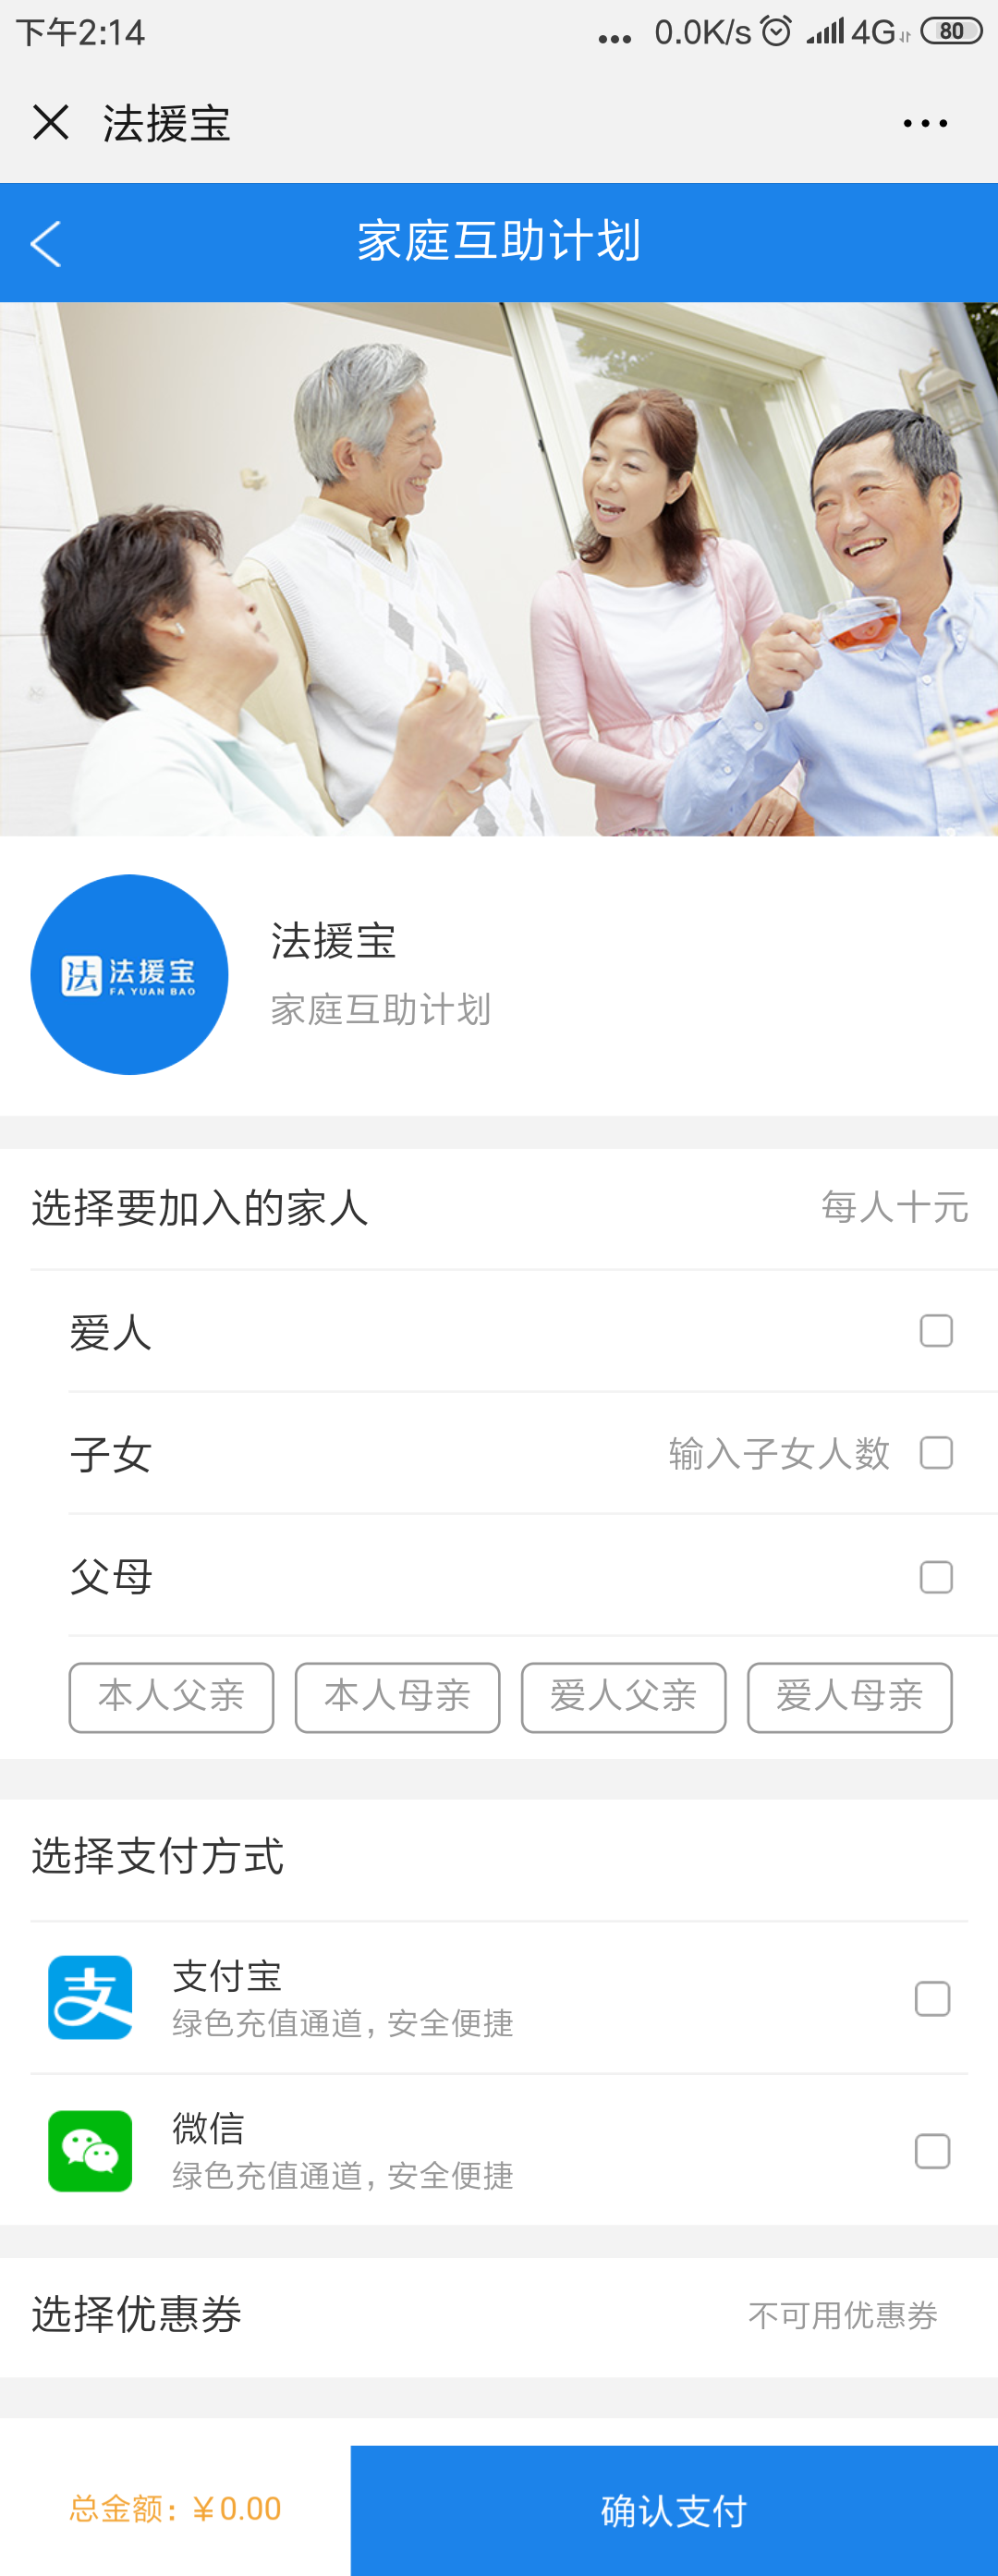 下午2:14
... 0.0K/s 4G 80
法援宝
家庭互助计划
法 法援宝
FA YUAN BAO
法援宝
家庭互助计划
选择要加入的家人 每人十元
爱人
子女 输入子女人数
父母
本人父亲 本人母亲 爱人父亲 爱人母亲
选择支付方式
支 支付宝
绿色充值通道，安全便捷
微信
绿色充值通道，安全便捷
选择优惠券 不可用优惠券
总金额：￥0.00 确认支付